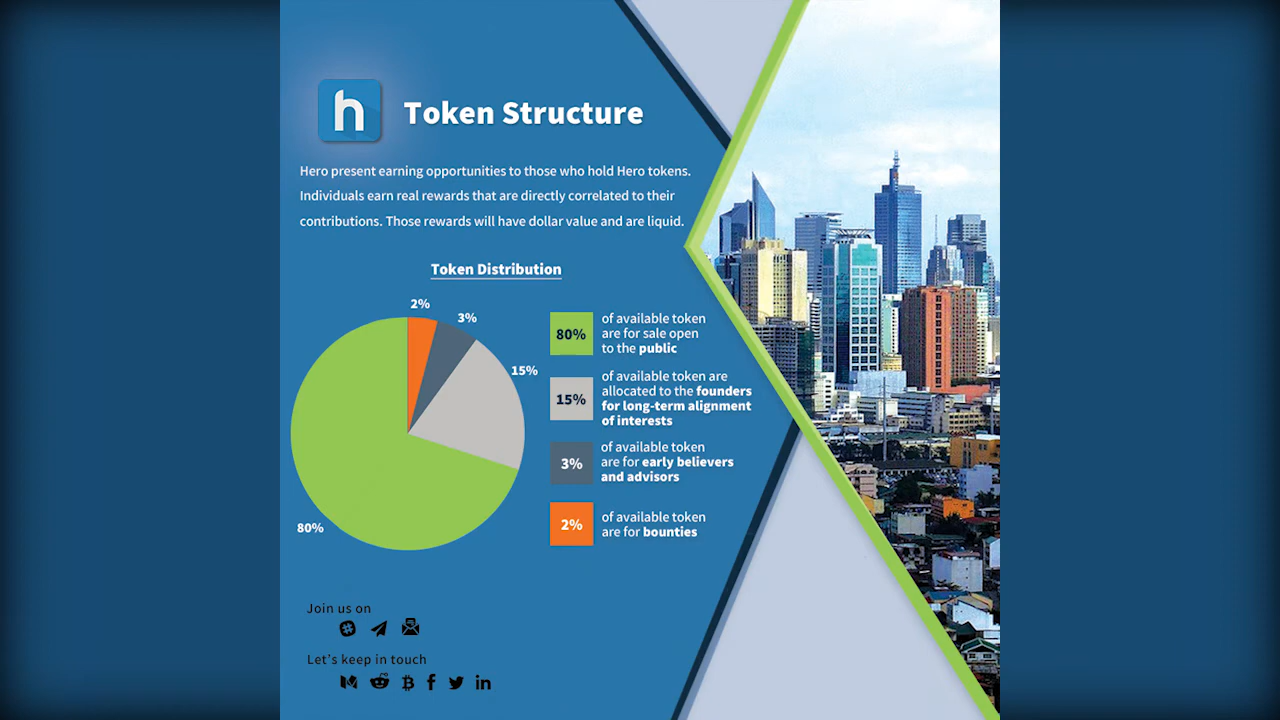 h
Token Structure
Hero present earning opportunities to those who hold Hero tokens.
Individuals earn real rewards that are directly correlated to their
contributions. Those rewards will have dollar value and are liquid.
Token Distribution
2%
3%
15%
80%
80%
of available token
are for sale open
to the public
15%
of available token are
allocated to the founders
for long-term alignment
of interests
3%
of available token
are for early believers
and advisors
2%
of available token
are for bounties
Join us on
Let's keep in touch